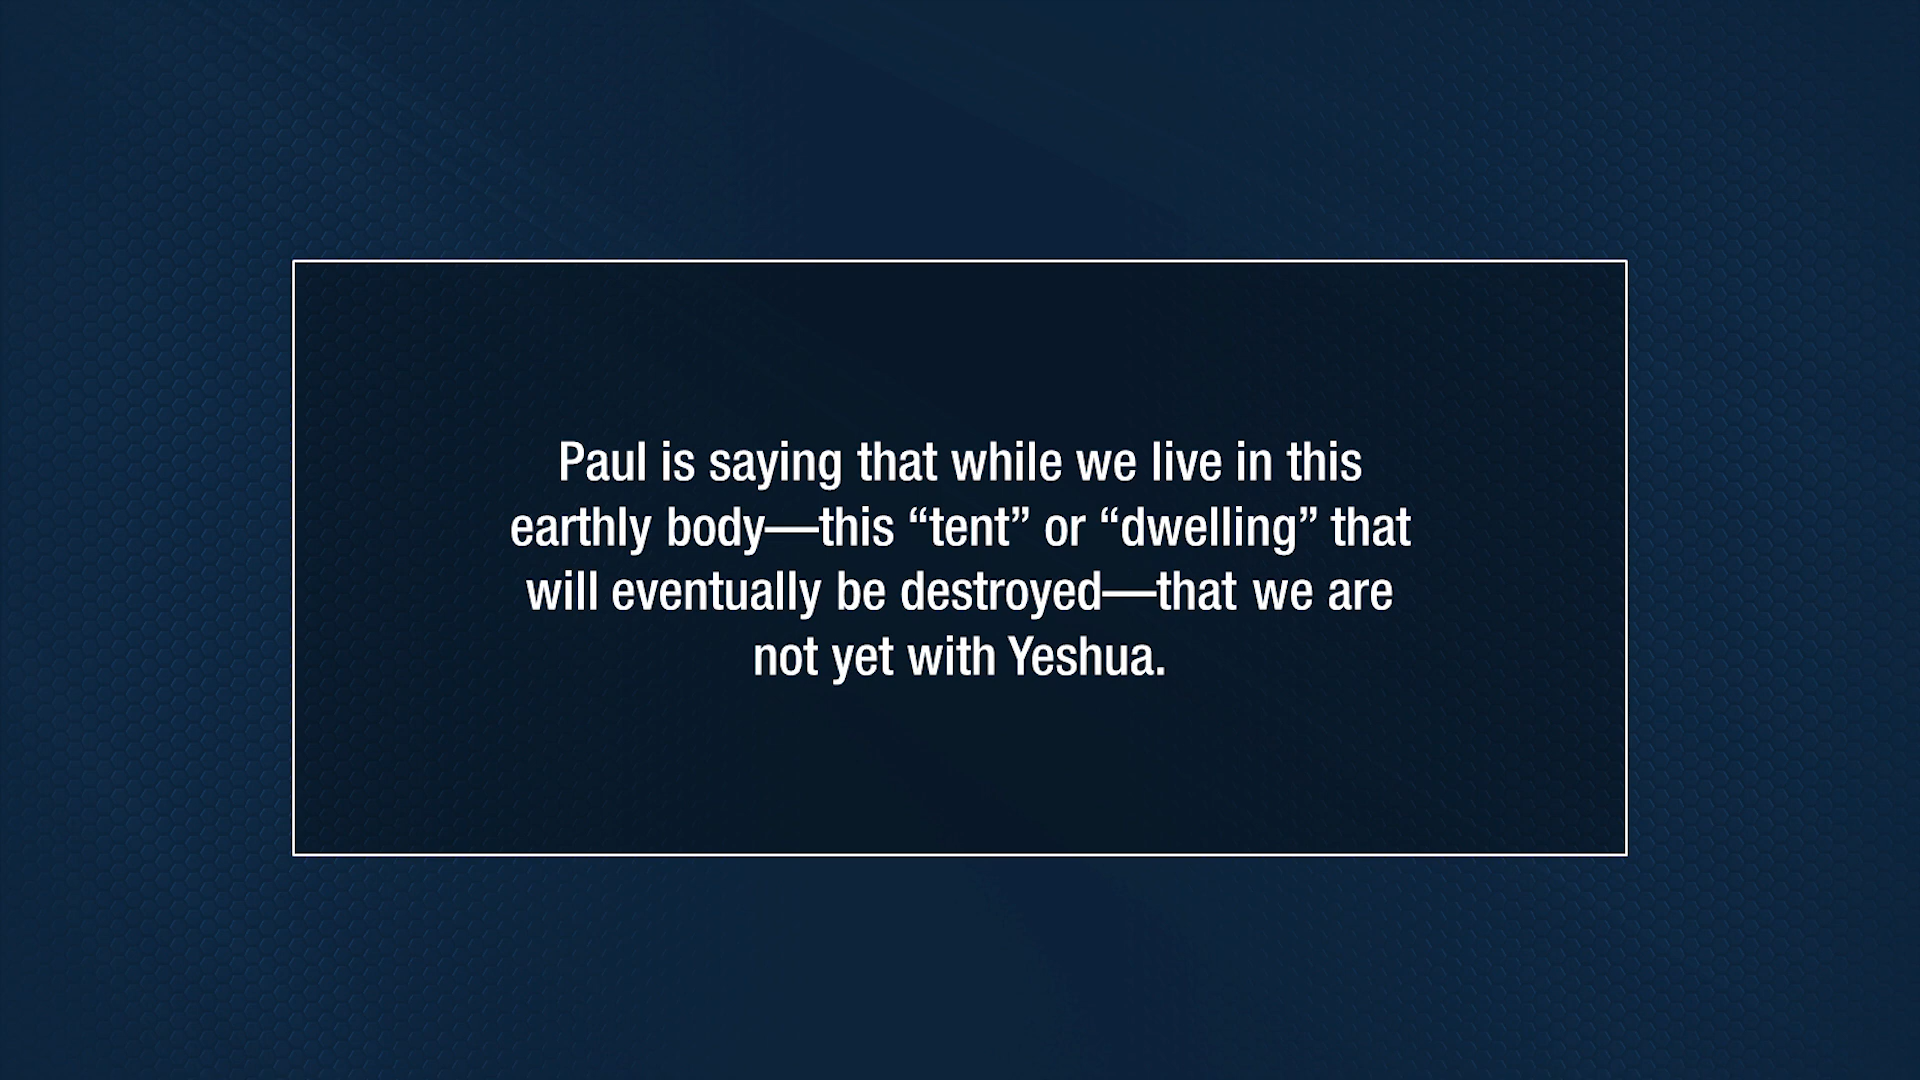 Paul is saying that while we live in this
earthly body—this “tent” or “dwelling” that
will eventually be destroyed—that we are
not yet with Yeshua.